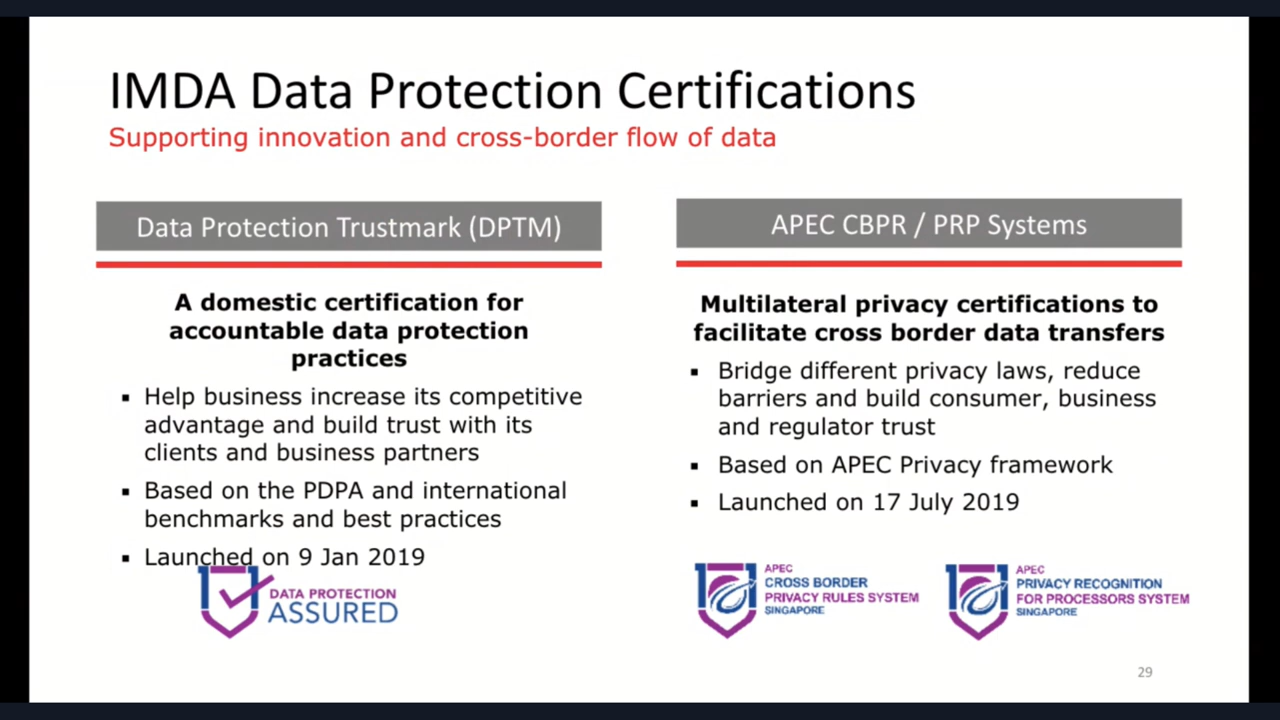 IMDA Data Protection Certifications
Supporting innovation and cross-border flow of data
Data Protection Trustmark (DPTM)
A domestic certification for
accountable data protection
practices
▪ Help business increase its competitive
advantage and build trust with its
clients and business partners
▪ Based on the PDPA and international
benchmarks and best practices
▪ Launched on 9 Jan 2019
DATA PROTECTION
ASSURED
APEC CBPR / PRP Systems
Multilateral privacy certifications to
facilitate cross border data transfers
▪ Bridge different privacy laws, reduce
barriers and build consumer, business
and regulator trust
▪ Based on APEC Privacy framework
▪ Launched on 17 July 2019
APEC
CROSS BORDER
PRIVACY RULES SYSTEM
SINGAPORE
APEC
PRIVACY RECOGNITION
FOR PROCESSORS SYSTEM
SINGAPORE
29